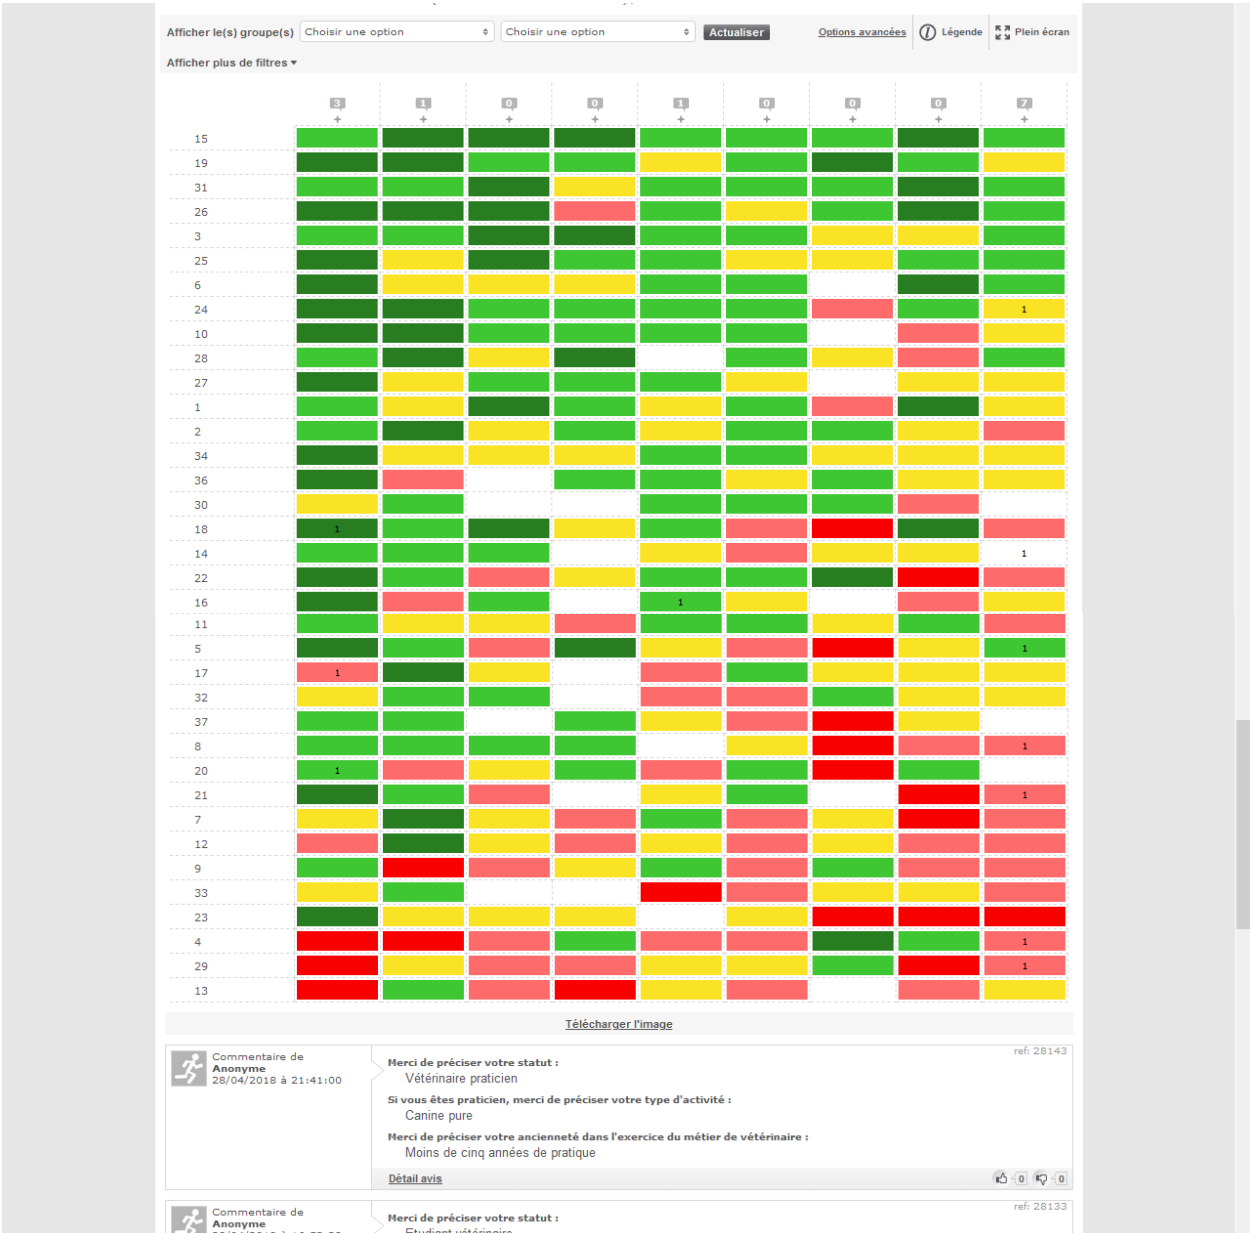 Afficher le(s) groupe(s) Choisir une option Choisir une option Actualiser Options avancées Légende Plein écran
Afficher plus de filtres
3 1 0 0 1 0 0 0 7
+ + + + + + + + +
15
19
31
26
3
25
6
24 1
10
28
27
1
2
34
36
30
18 1
14 1
22
16 1
11
5 1
17 1
32
37
8 1
20 1
21 1
7
12
9
33
23
4 1
29 1
13
Télécharger l'image
Commentaire de
Anonyme
28/04/2018 à 21:41:00
ref: 28143
Merci de préciser votre statut :
Vétérinaire praticien
Si vous êtes praticien, merci de préciser votre type d'activité :
Canine pure
Merci de préciser votre ancienneté dans l'exercice du métier de vétérinaire :
Moins de cinq années de pratique
Détail avis 0 0
Commentaire de
Anonyme
ref: 28133
Merci de préciser votre statut :
Etudiant vétérinaire